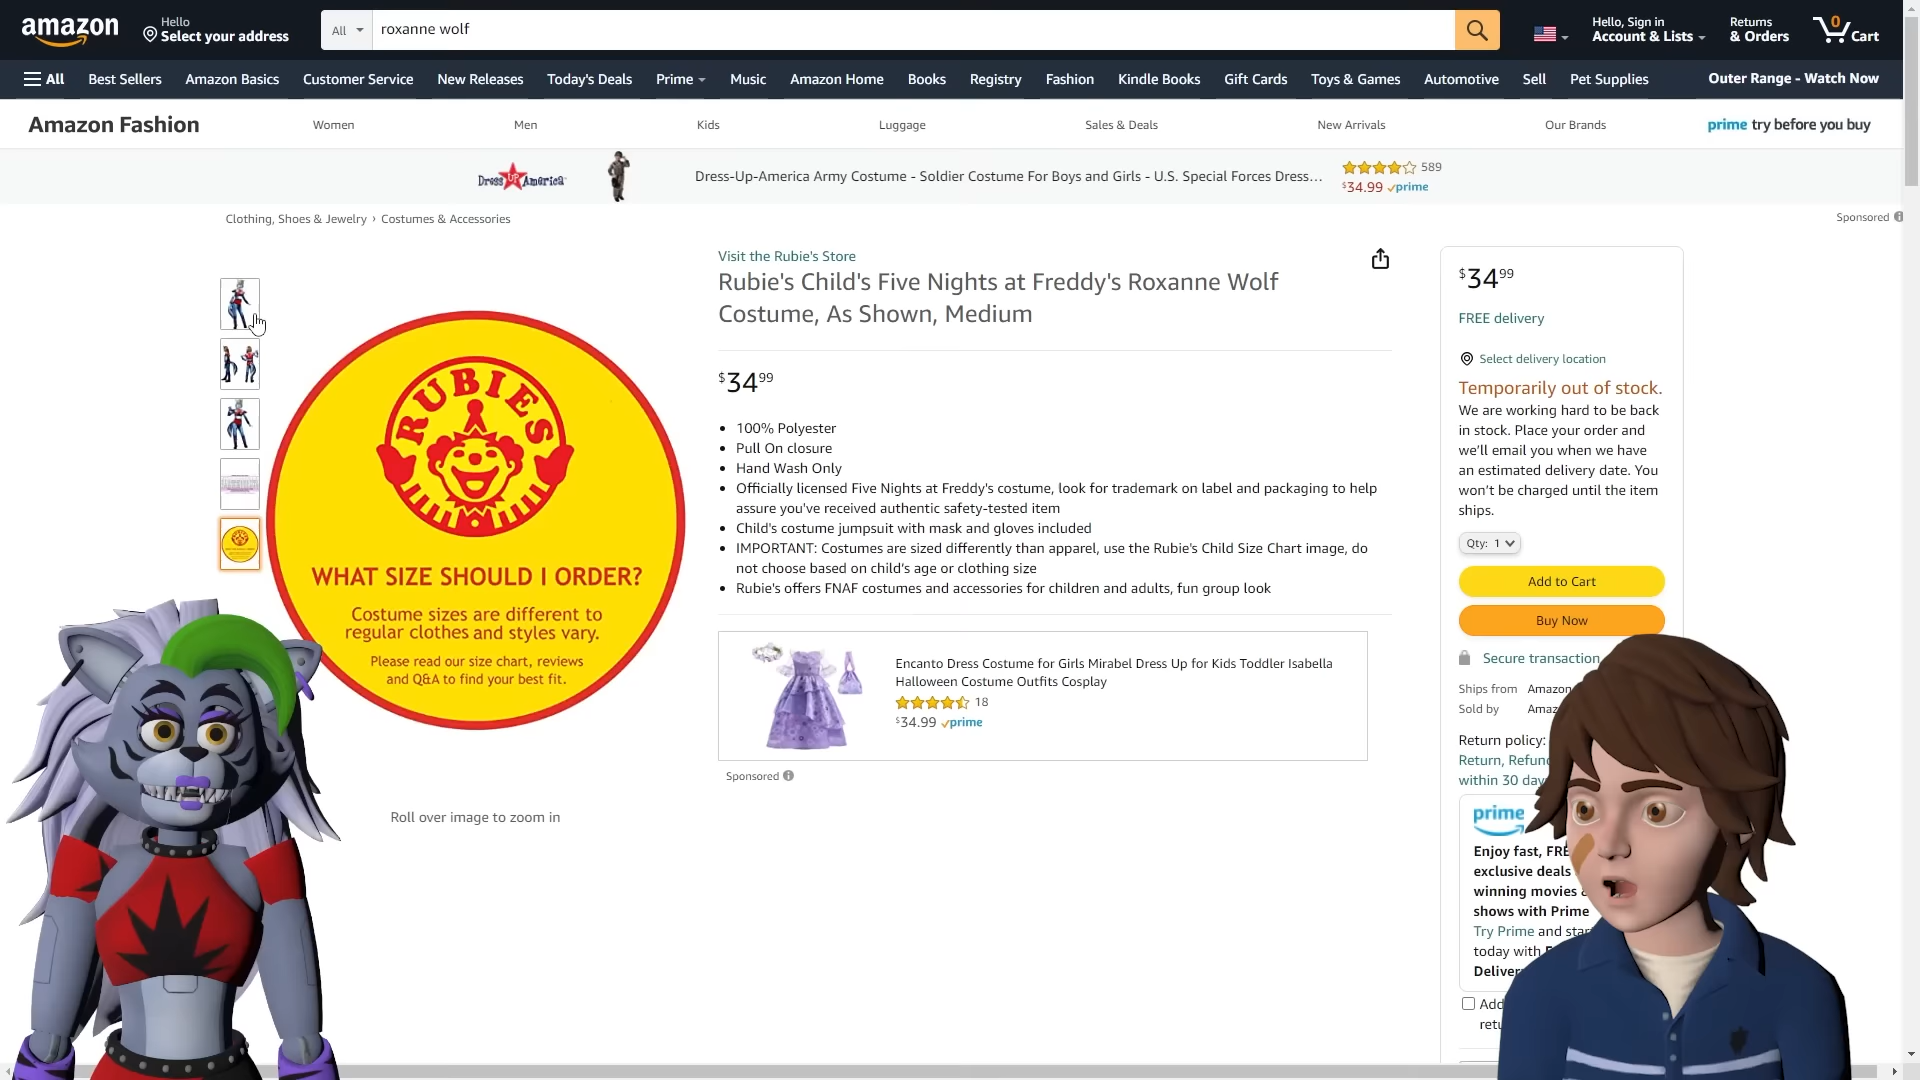 amazon
Hello
Select your address
All
roxanne wolf
Hello, Sign in
Account & Lists
Returns
& Orders
0
Cart
All
Best Sellers
Amazon Basics
Customer Service
New Releases
Today's Deals
Prime
Music
Amazon Home
Books
Registry
Fashion
Kindle Books
Gift Cards
Toys & Games
Automotive
Sell
Pet Supplies
Outer Range - Watch Now
Amazon Fashion
Women
Men
Kids
Luggage
Sales & Deals
New Arrivals
Our Brands
prime try before you buy
Dress UP America
Dress-Up-America Army Costume - Soldier Costume For Boys and Girls - U.S. Special Forces Dress...
589
$34.99 prime
Clothing, Shoes & Jewelry › Costumes & Accessories
Sponsored
RUBIES
WHAT SIZE SHOULD I ORDER?
Costume sizes are different to
regular clothes and styles vary.
Please read our size chart, reviews
and Q&A to find your best fit.
Roll over image to zoom in
Visit the Rubie's Store
Rubie's Child's Five Nights at Freddy's Roxanne Wolf
Costume, As Shown, Medium
$34 99
• 100% Polyester
• Pull On closure
• Hand Wash Only
• Officially licensed Five Nights at Freddy's costume, look for trademark on label and packaging to help
assure you've received authentic safety-tested item
• Child's costume jumpsuit with mask and gloves included
• IMPORTANT: Costumes are sized differently than apparel, use the Rubie's Child Size Chart image, do
not choose based on child's age or clothing size
• Rubie's offers FNAF costumes and accessories for children and adults, fun group look
Encanto Dress Costume for Girls Mirabel Dress Up for Kids Toddler Isabella
Halloween Costume Outfits Cosplay
18
$34.99 prime
Sponsored
$34 99
FREE delivery
Select delivery location
Temporarily out of stock.
We are working hard to be back
in stock. Place your order and
we'll email you when we have
an estimated delivery date. You
won't be charged until the item
ships.
Qty: 1
Add to Cart
Buy Now
Secure transaction
Ships from Amazon
Sold by
Return policy:
Return,
within 30
prime
Enjoy fast,
exclusive deals
winning movies
shows with Prime
Try Prime and
today with
Add